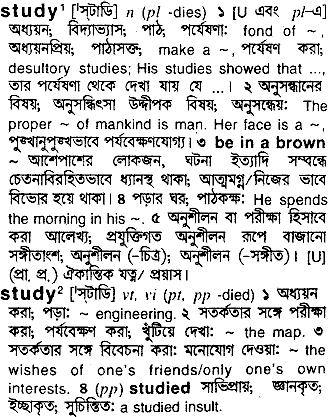 study¹ ['স্টাডি] n (pl -dies) ১ [U এবং pl-এ]
অধ্যয়ন; বিদ্যাভ্যাস; পাঠ; পর্যেষণা: fond of ~,
অধ্যয়নপ্রিয়; পাঠাসক্ত; make a ~, পর্যেষণ করা;
desultory studies; His studies showed that ...,
তার পর্যেষণা থেকে দেখা যায় যে ...। ২ অনুসন্ধানের
বিষয়; অনুসন্ধিৎসা উদ্দীপক বিষয়; অনুসন্ধেয়: The
proper ~ of mankind is man. Her face is a ~,
পুঙ্খানুপুঙ্খভাবে পর্যবেক্ষণযোগ্য। ৩ be in a brown
~ আশেপাশের লোকজন, ঘটনা ইত্যাদি সম্বন্ধে
চেতনাবিরহিতভাবে ধ্যানস্থ থাকা; আত্মমগ্ন/নিজের ভাবে
বিভোর হয়ে থাকা। ৪ পড়ার ঘর; পাঠকক্ষ: He spends
the morning in his ~. ৫ অনুশীলন বা পরীক্ষা হিসাবে
করা আলেখ্য; প্রযুক্তিগত অনুশীলন রূপে বাজানো
সঙ্গীতাংশ; অনুশীলন (-চিত্র); অনুশীলন (-সঙ্গীত)। [U]
(প্রা. প্র.) ঐকান্তিক যত্ন/ প্রয়াস।
study² ['স্টাডি] vt, vi (pt, pp -died) ১ অধ্যয়ন
করা; পড়া: ~ engineering. ২ সতর্কতার সঙ্গে পরীক্ষা
করা; পর্যবেক্ষণ করা; খুঁটিয়ে দেখা: ~ the map. ৩
সতর্কতার সঙ্গে বিবেচনা করা: মনোযোগ দেওয়া: ~ the
wishes of one's friends/only one's own
interests. ৪ (pp) studied সাভিপ্রায়; জ্ঞানকৃত;
ইচ্ছাকৃত; সুচিন্তিত: a studied insult.